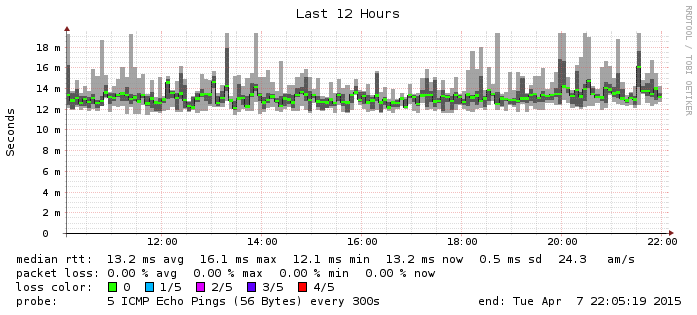 Last 12 Hours
RRDTOOL / TOBI OETIKER
Seconds
18 m
16 m
14 m
12 m
10 m
8 m
6 m
4 m
2 m
0
12:00 14:00 16:00 18:00 20:00 22:00
median rtt: 13.2 ms avg 16.1 ms max 12.1 ms min 13.2 ms now 0.5 ms sd 24.3 am/s
packet loss: 0.00 % avg 0.00 % max 0.00 % min 0.00 % now
loss color: 0 1/5 2/5 3/5 4/5
probe: 5 ICMP Echo Pings (56 Bytes) every 300s end: Tue Apr 7 22:05:19 2015